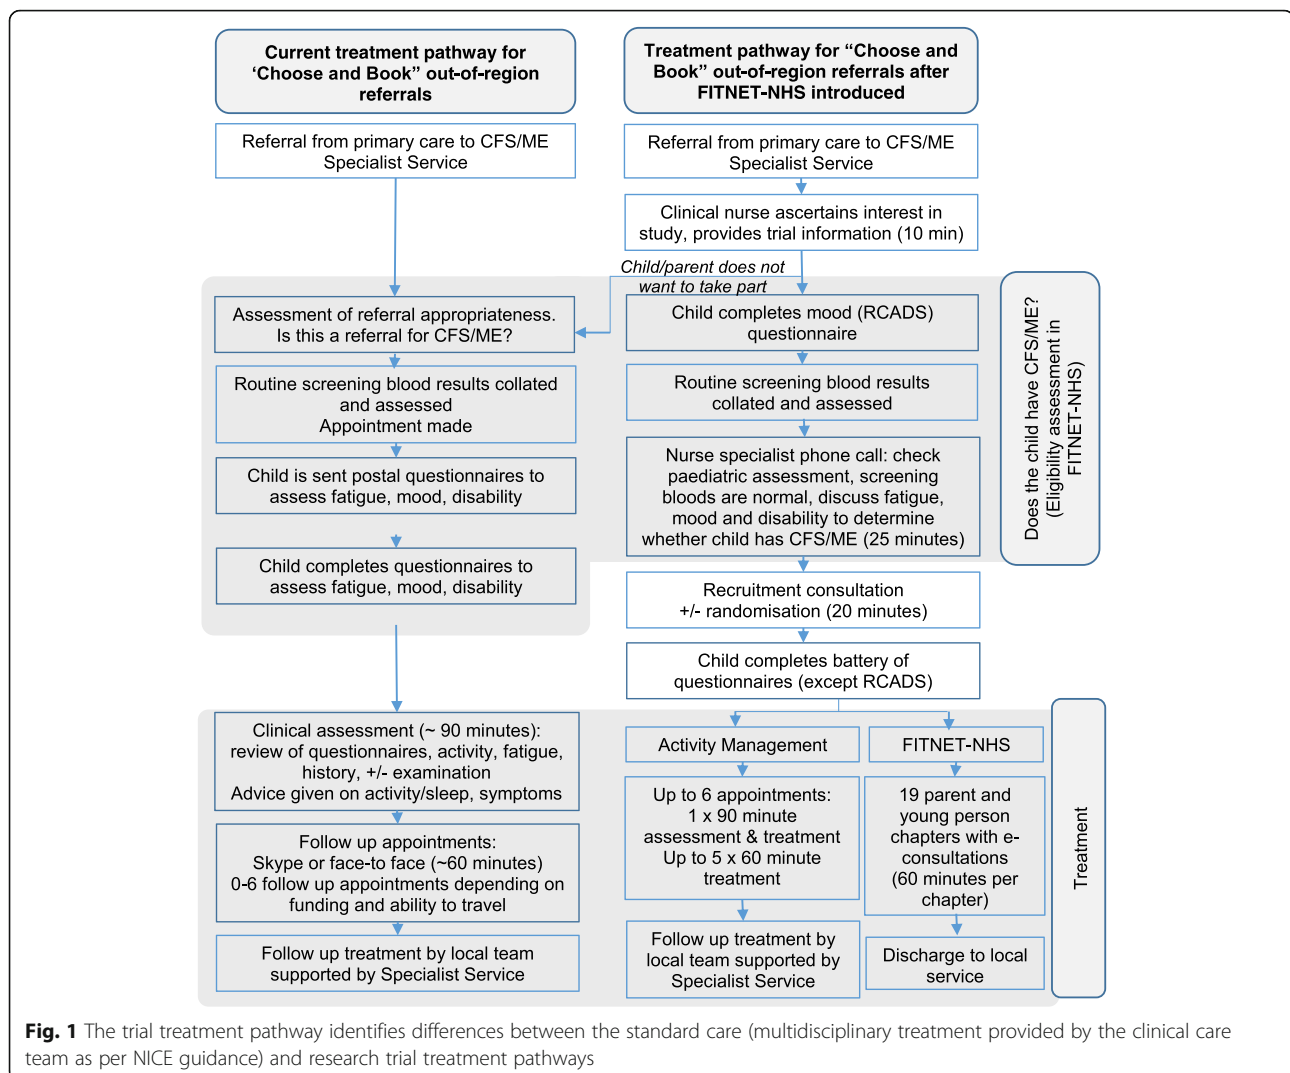 Current treatment pathway for
‘Choose and Book” out-of-region
referrals
Referral from primary care to CFS/ME
Specialist Service
Assessment of referral appropriateness.
Is this a referral for CFS/ME?
Routine screening blood results collated
and assessed
Appointment made
Child is sent postal questionnaires to
assess fatigue, mood, disability
Child completes questionnaires to
assess fatigue, mood, disability
Clinical assessment (~ 90 minutes):
review of questionnaires, activity, fatigue,
history, +/- examination
Advice given on activity/sleep, symptoms
Follow up appointments:
Skype or face-to face (~60 minutes)
0-6 follow up appointments depending on
funding and ability to travel
Follow up treatment by local team
supported by Specialist Service
Treatment pathway for “Choose and
Book” out-of-region referrals after
FITNET-NHS introduced
Referral from primary care to CFS/ME
Specialist Service
Clinical nurse ascertains interest in
study, provides trial information (10 min)
Child/parent does not
want to take part
Child completes mood (RCADS)
questionnaire
Routine screening blood results
collated and assessed
Nurse specialist phone call: check
paediatric assessment, screening
bloods are normal, discuss fatigue,
mood and disability to determine
whether child has CFS/ME (25 minutes)
Recruitment consultation
+/- randomisation (20 minutes)
Child completes battery of
questionnaires (except RCADS)
Activity Management
Up to 6 appointments:
1 x 90 minute
assessment & treatment
Up to 5 x 60 minute
treatment
Follow up treatment by
local team supported by
Specialist Service
FITNET-NHS
19 parent and
young person
chapters with e-
consultations
(60 minutes per
chapter)
Discharge to local
service
Does the child have CFS/ME?
(Eligibility assessment in
FITNET-NHS)
Treatment
Fig. 1 The trial treatment pathway identifies differences between the standard care (multidisciplinary treatment provided by the clinical care
team as per NICE guidance) and research trial treatment pathways